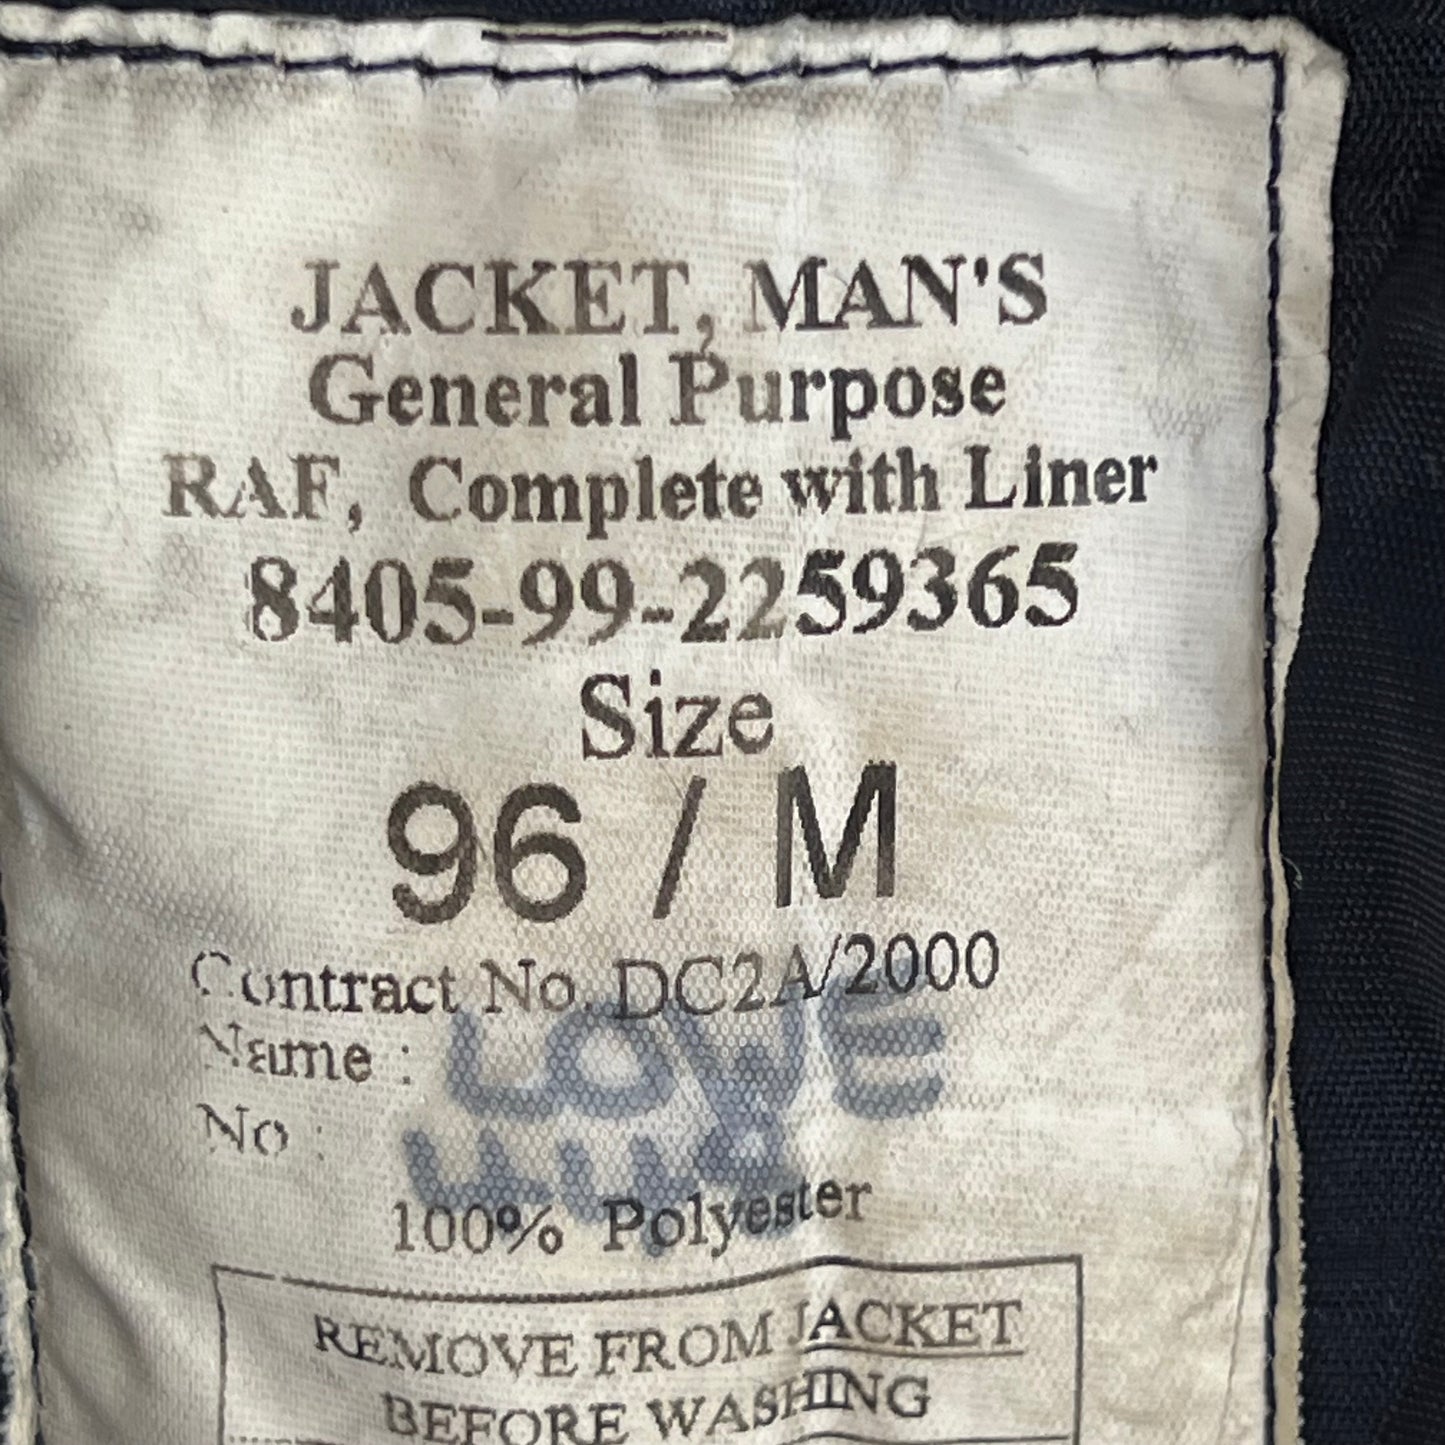 JACKET, MAN'S
General Purpose
RAF, Complete with Liner
8405-99-2259365
Size
96 / M
Contract No. DC2A/2000
Name : LOWE
No :
100% Polyester
REMOVE FROM JACKET
BEFORE WASHING